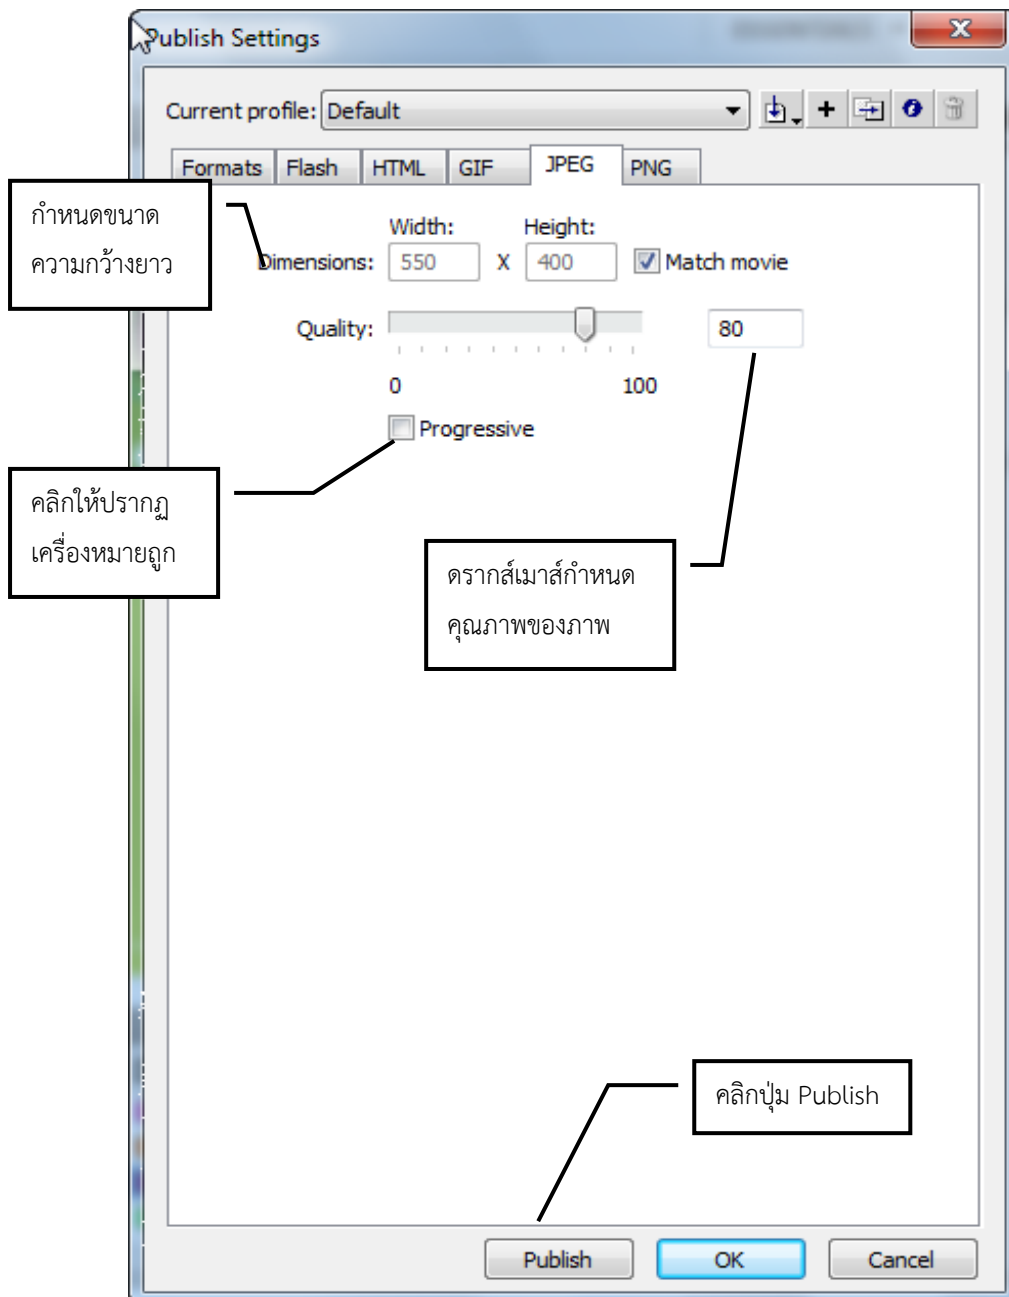 Publish Settings
Current profile: Default
Formats Flash HTML GIF JPEG PNG
กำหนดขนาด
ความกว้างยาว
Width: Height:
Dimensions: 550 X 400 Match movie
Quality: 80
0 100
Progressive
คลิกให้ปรากฏ
เครื่องหมายถูก
ดรากส์เมาส์กำหนด
คุณภาพของภาพ
คลิกปุ่ม Publish
Publish OK Cancel